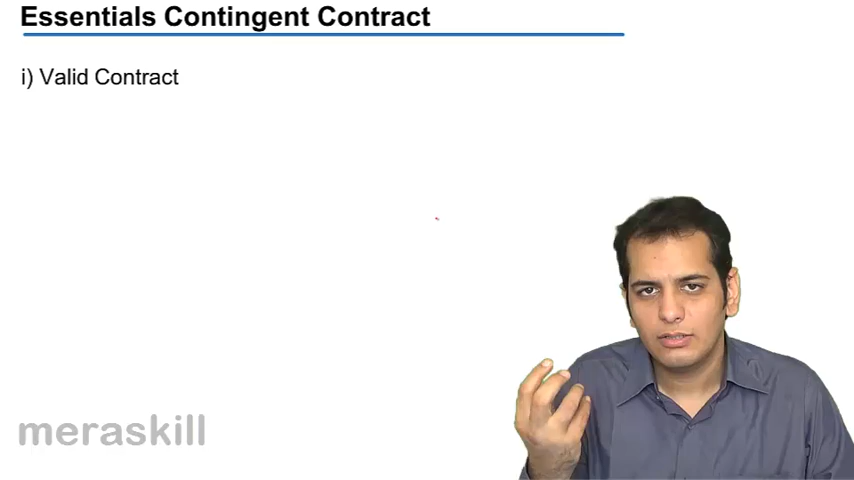 Essentials Contingent Contract
i) Valid Contract
meraskill